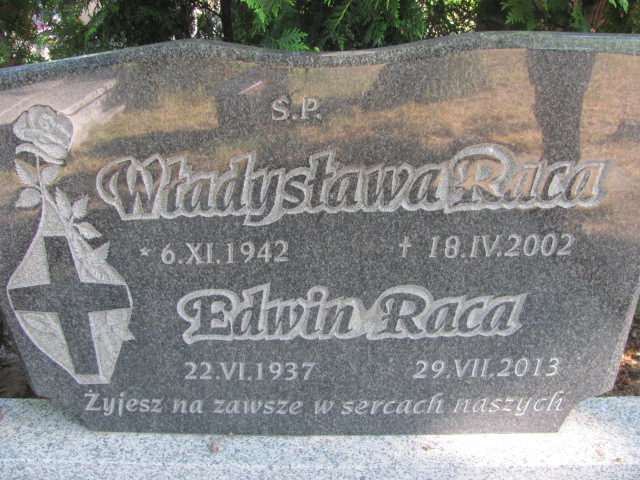 S.P.
Władysława Raca
* 6.XI.1942 † 18.IV.2002
Edwin Raca
22.VI.1937 29.VII.2013
Żyjesz na zawsze w sercach naszych